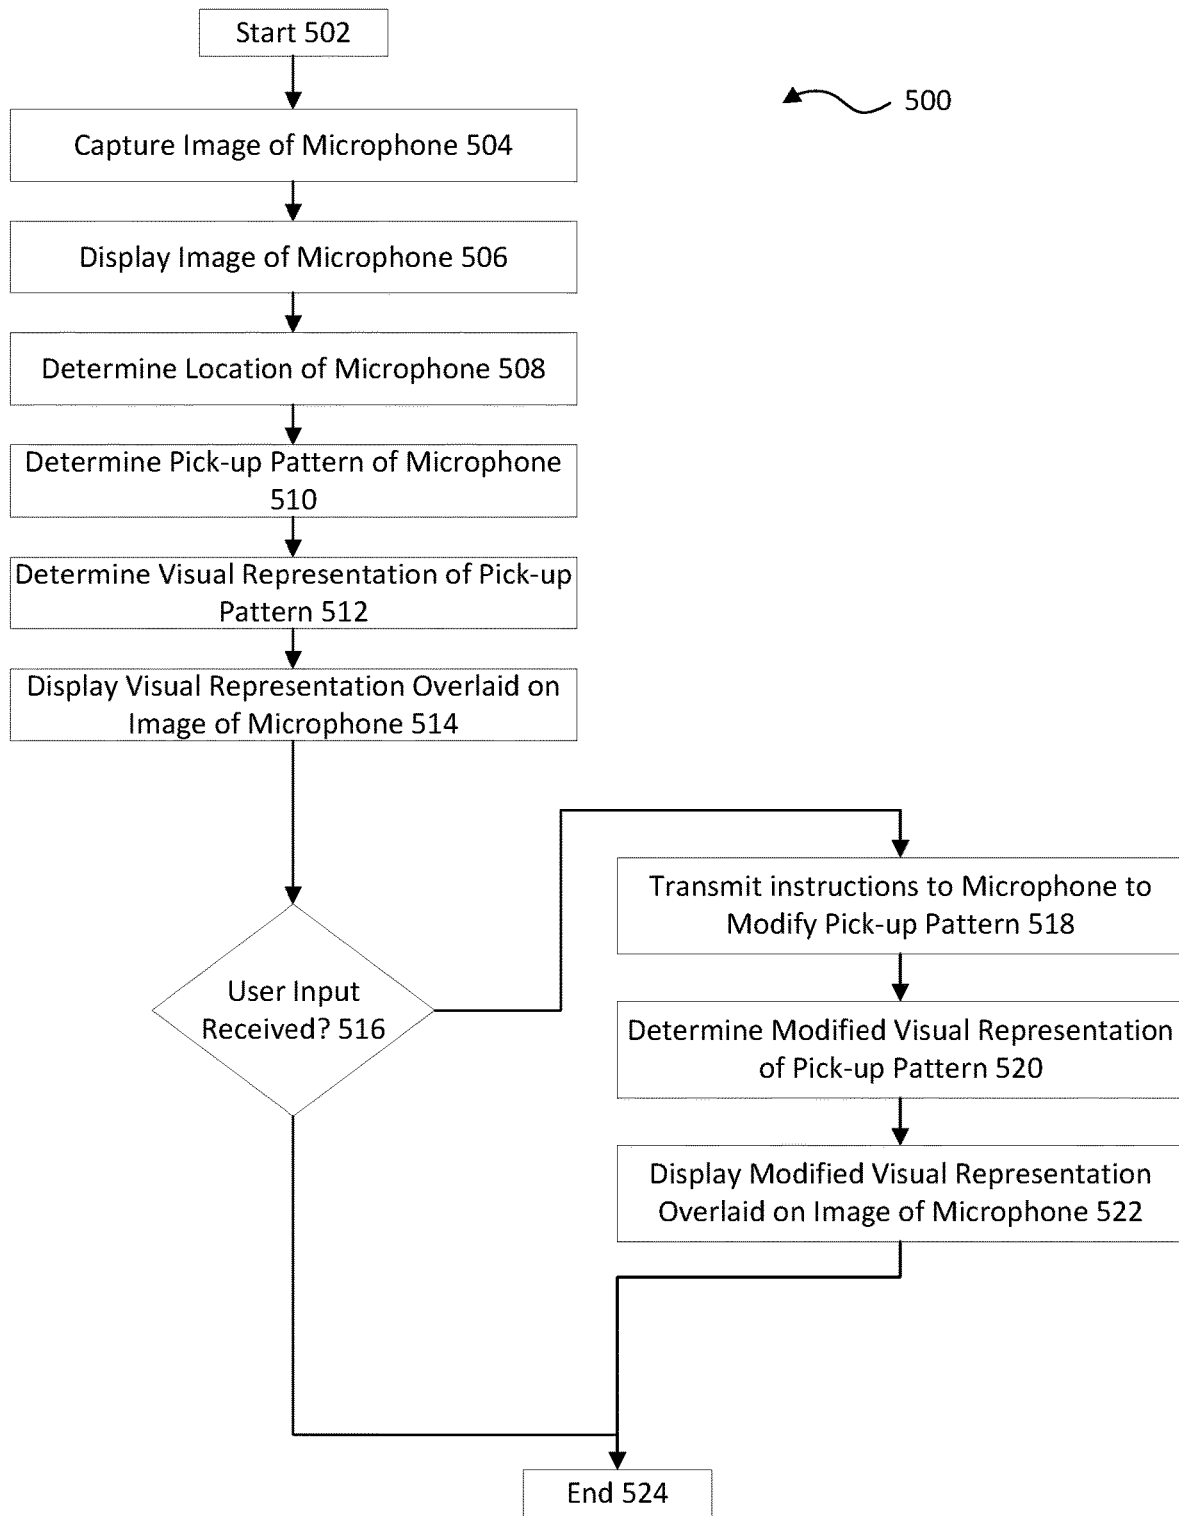 Start 502
500
Capture Image of Microphone 504
Display Image of Microphone 506
Determine Location of Microphone 508
Determine Pick-up Pattern of Microphone
510
Determine Visual Representation of Pick-up
Pattern 512
Display Visual Representation Overlaid on
Image of Microphone 514
User Input
Received? 516
Transmit instructions to Microphone to
Modify Pick-up Pattern 518
Determine Modified Visual Representation
of Pick-up Pattern 520
Display Modified Visual Representation
Overlaid on Image of Microphone 522
End 524